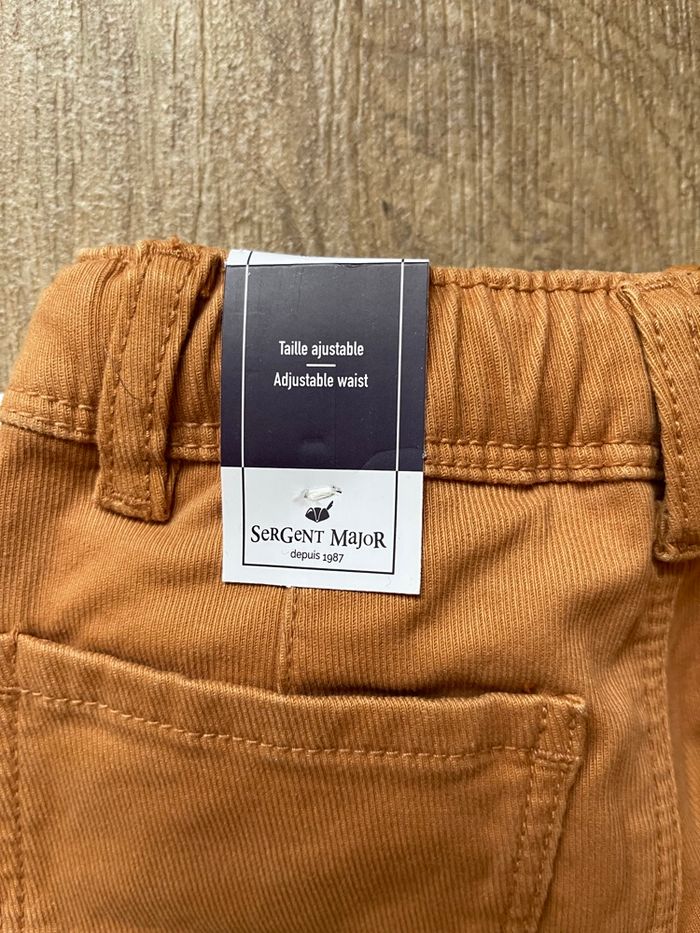 Taille ajustable
Adjustable waist
SeRGeNT MaJoR
depuis 1987